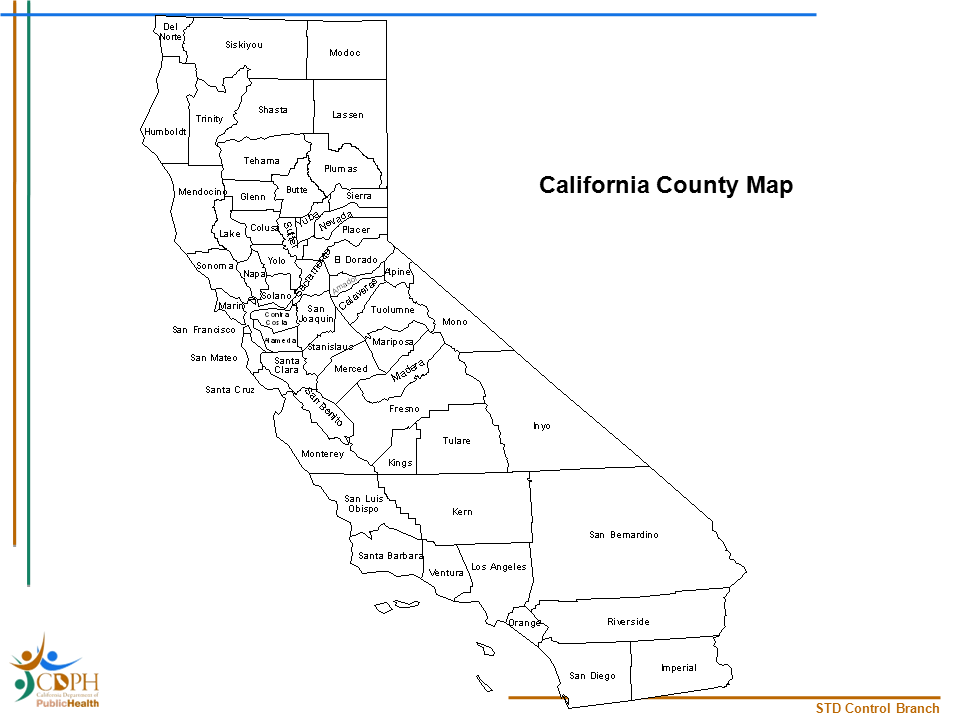 Del
Norte
Siskiyou
Modoc
Shasta
Lassen
Trinity
Humboldt
Tehama
Plumas
California County Map
Mendocino
Glenn
Butte
Sierra
Yuba
Nevada
Colusa
Sutter
Placer
Lake
Sonoma
Napa
Yolo
Sacramento
El Dorado
Alpine
Amador
Calaveras
Solano
Marin
Contra
Costa
San
Joaquin
Tuolumne
Mono
San Francisco
Alameda
Stanislaus
Mariposa
San Mateo
Santa
Clara
Merced
Madera
Santa Cruz
San Benito
Fresno
Inyo
Monterey
Kings
Tulare
San Luis
Obispo
Kern
San Bernardino
Santa Barbara
Ventura
Los Angeles
Orange
Riverside
San Diego
Imperial
CDPH
California Department of
PublicHealth
STD Control Branch